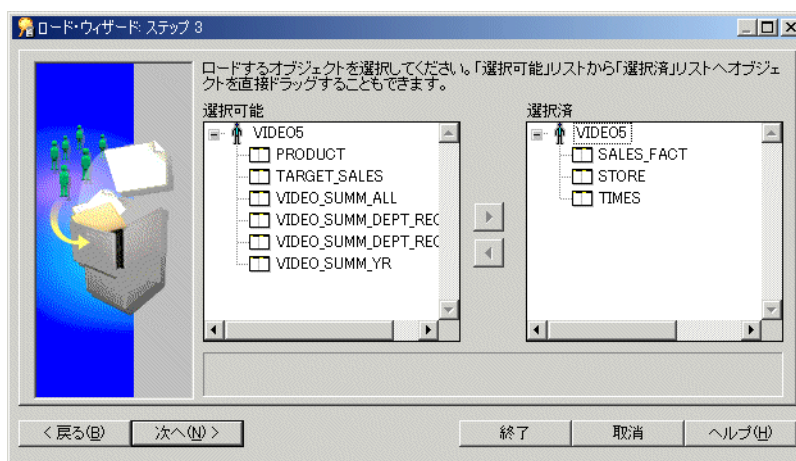 ロード・ウィザード: ステップ 3
ロードするオブジェクトを選択してください。「選択可能」リストから「選択済」リストへオブジェ
クトを直接ドラッグすることもできます。
選択可能
VIDEO5
PRODUCT
TARGET_SALES
VIDEO_SUMM_ALL
VIDEO_SUMM_DEPT_REG
VIDEO_SUMM_DEPT_REG
VIDEO_SUMM_YR
選択済
VIDEO5
SALES_FACT
STORE
TIMES
< 戻る(B)
次へ(N) >
終了
取消
ヘルプ(H)